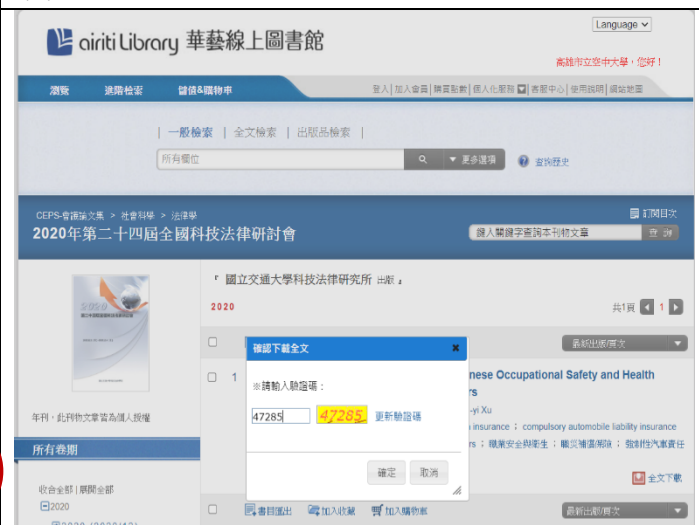 Language
airiti Library 華藝線上圖書館
高雄市立空中大學,您好!
瀏覽 進階檢索 儲值&購物車
登入 | 加入會員 | 購買點數 | 個人化服務 | 客服中心 | 使用說明 | 網站地圖
| 一般檢索 | 全文檢索 | 出版品檢索 |
所有欄位 更多選項 查詢歷史
CEPS-會議論文集 > 社會科學 > 法律學 訂閱目次
2020年第二十四屆全國科技法律研討會 鍵入關鍵字查詢本刊物文章 查 詢
『 國立交通大學科技法律研究所 出版 』
2020 共1頁 1
最新出版/頁次
確認下載全文
1 nese Occupational Safety and Health
rs
※請輸入驗證碼:
-yi Xu
47285 47285 更新驗證碼
insurance ; compulsory automobile liability insurance
rs ; 職業安全與衛生 ; 職災補償保險 ; 強制性汽車責任
年刊,此刊物文章皆為個人授權
所有卷期
確定 取消
全文下載
收合全部 | 展開全部
2020
書目匯出 加入收藏 加入購物車 最新出版/頁次
2020 (2020/12)